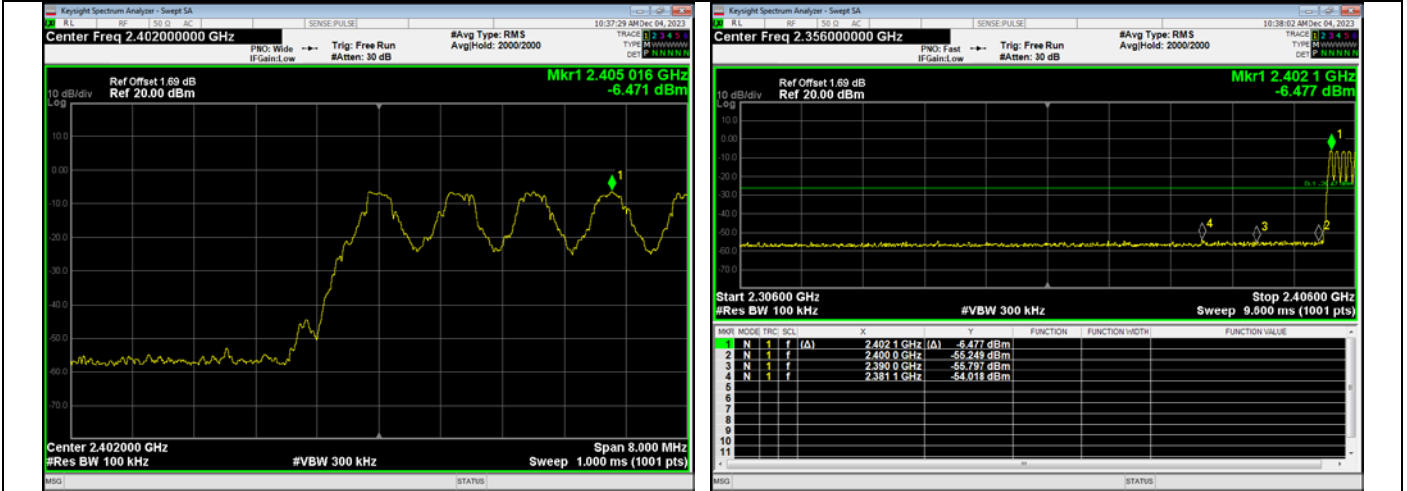 Keysight Spectrum Analyzer - Swept SA
RL RF 50 Ω AC SENSE:PULSE 10:37:29 AM Dec 04, 2023
Center Freq 2.402000000 GHz
#Avg Type: RMS
TRACE 1 2 3 4 5 6
PNO: Wide Trig: Free Run Avg|Hold: 2000/2000
TYPE M WWWWW
IFGain:Low #Atten: 30 dB
DET P N N N N N
Mkr1 2.405 016 GHz
Ref Offset 1.69 dB
-6.471 dBm
10 dB/div Ref 20.00 dBm
Log
10.0
0.00
1
-10.0
-20.0
-30.0
-40.0
-50.0
-60.0
-70.0
Center 2.402000 GHz Span 8.000 MHz
#Res BW 100 kHz #VBW 300 kHz Sweep 1.000 ms (1001 pts)
MSG STATUS
Keysight Spectrum Analyzer - Swept SA
RL RF 50 Ω AC SENSE:PULSE 10:38:02 AM Dec 04, 2023
Center Freq 2.356000000 GHz
#Avg Type: RMS
TRACE 1 2 3 4 5 6
PNO: Fast Trig: Free Run Avg|Hold: 2000/2000
TYPE M WWWWW
IFGain:Low #Atten: 30 dB
DET P N N N N N
Mkr1 2.402 1 GHz
Ref Offset 1.69 dB
-6.477 dBm
10 dB/div Ref 20.00 dBm
Log
10.0
0.00
1
-10.0
-20.0
-30.0
-40.0
4 3 2
-50.0
-60.0
-70.0
Start 2.30600 GHz Stop 2.40600 GHz
#Res BW 100 kHz #VBW 300 kHz Sweep 9.600 ms (1001 pts)
MKR MODE TRC SCL X Y FUNCTION FUNCTION WIDTH FUNCTION VALUE
1 N 1 f (Δ) 2.402 1 GHz (Δ) -6.477 dBm
2 N 1 f 2.400 0 GHz -55.249 dBm
3 N 1 f 2.390 0 GHz -55.797 dBm
4 N 1 f 2.381 1 GHz -54.018 dBm
5
6
7
8
9
10
11
MSG STATUS